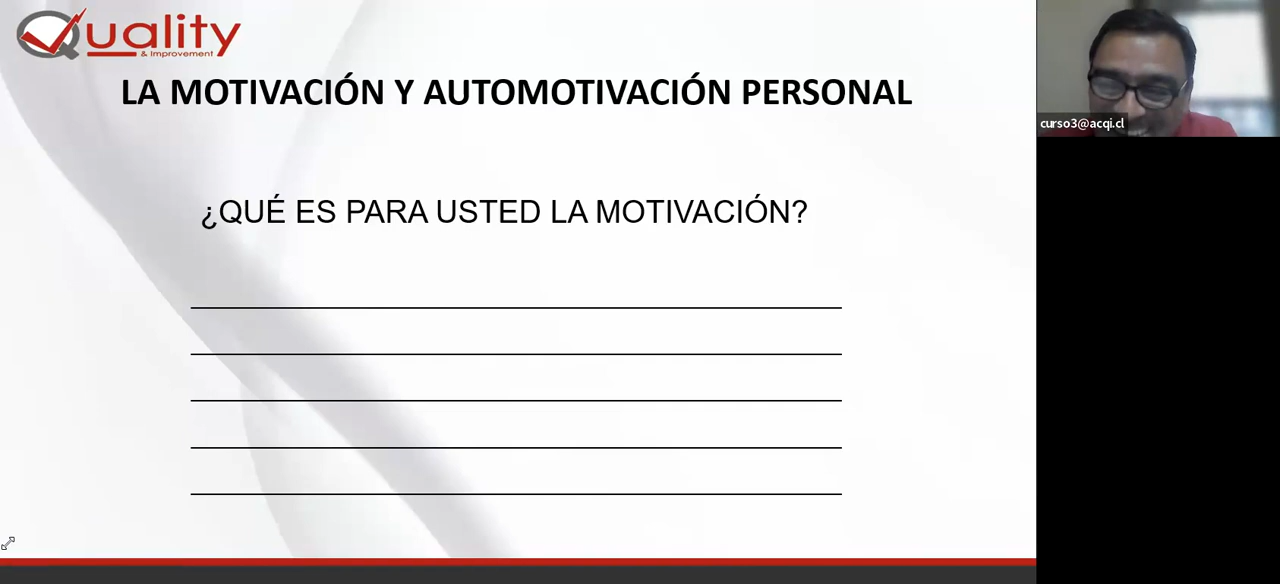 Quality
& Improvement
LA MOTIVACIÓN Y AUTOMOTIVACIÓN PERSONAL
curso3@acqi.cl
¿QUÉ ES PARA USTED LA MOTIVACIÓN?